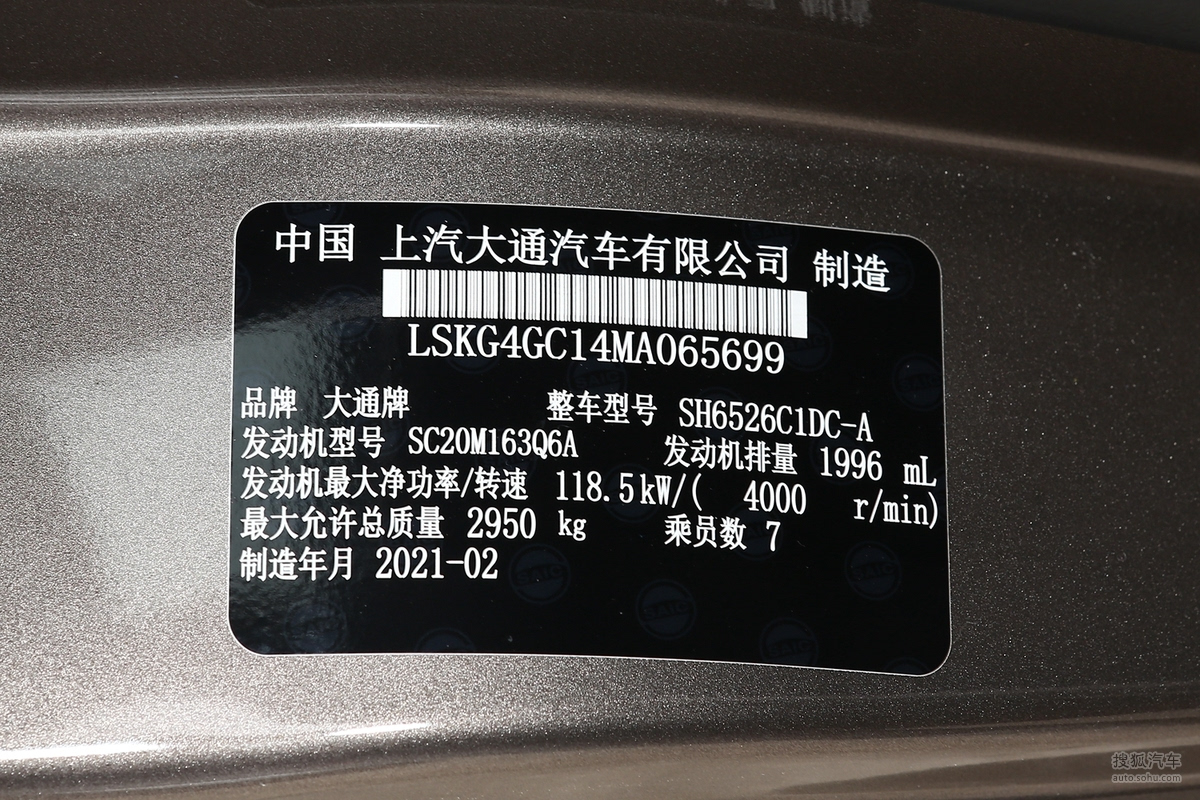 中国 上汽大通汽车有限公司 制造
LSKG4GC14MA065699
品牌 大通牌 整车型号 SH6526C1DC-A
发动机型号 SC20M163Q6A 发动机排量 1996 mL
发动机最大净功率/转速 118.5kW/( 4000 r/min)
最大允许总质量 2950 kg 乘员数 7
制造年月 2021-02
搜狐汽车
auto.sohu.com